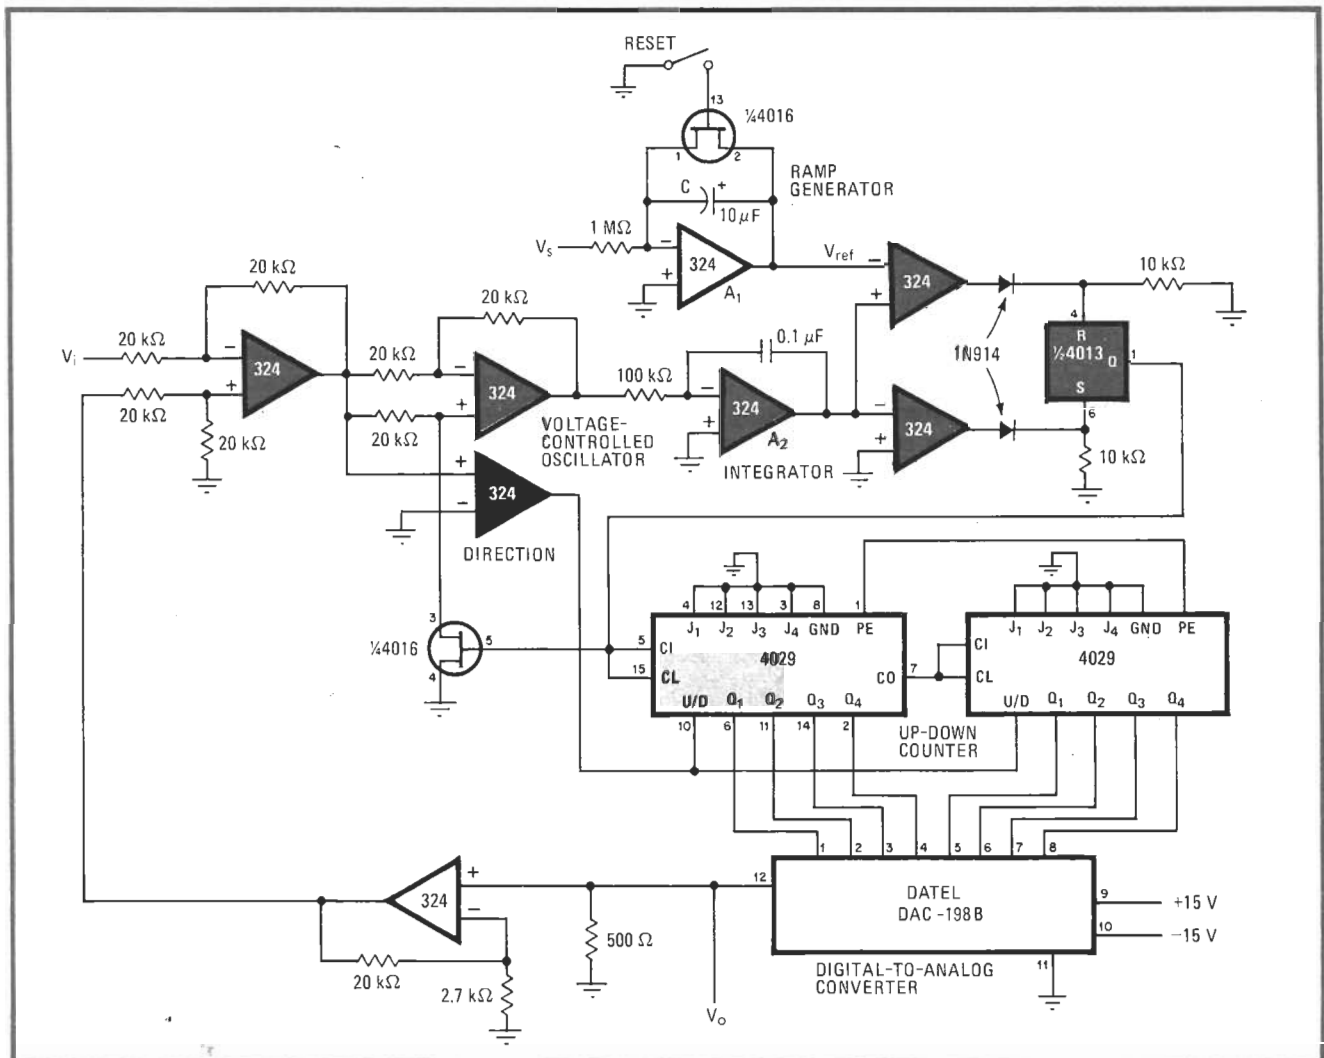 RESET
13
¼4016
1 2
RAMP
GENERATOR
C +
10 µF
1 MΩ
Vs
−
324
+
A1
Vref
−
324
+
10 kΩ
4
R
½4013 Q 1
S
6
1N914
10 kΩ
20 kΩ
Vi
20 kΩ
−
324
+
20 kΩ
20 kΩ
20 kΩ
20 kΩ
−
324
+
20 kΩ
VOLTAGE-
CONTROLLED
OSCILLATOR
100 kΩ
0.1 µF
−
324
+
A2
INTEGRATOR
−
324
+
+
324
−
DIRECTION
3
¼4016
5
4
4 12 13 3 8 1
J1 J2 J3 J4 GND PE
5 CI
4029
15 CL
CO 7
U/D Q1 Q2 Q3 Q4
10 6 11 14 2
J1 J2 J3 J4 GND PE
CI
4029
CL
U/D Q1 Q2 Q3 Q4
UP-DOWN
COUNTER
1 2 3 4 5 6 7 8
12
DATEL
DAC-198B
9 +15 V
10 −15 V
11
DIGITAL-TO-ANALOG
CONVERTER
+
324
−
500 Ω
20 kΩ
2.7 kΩ
Vo